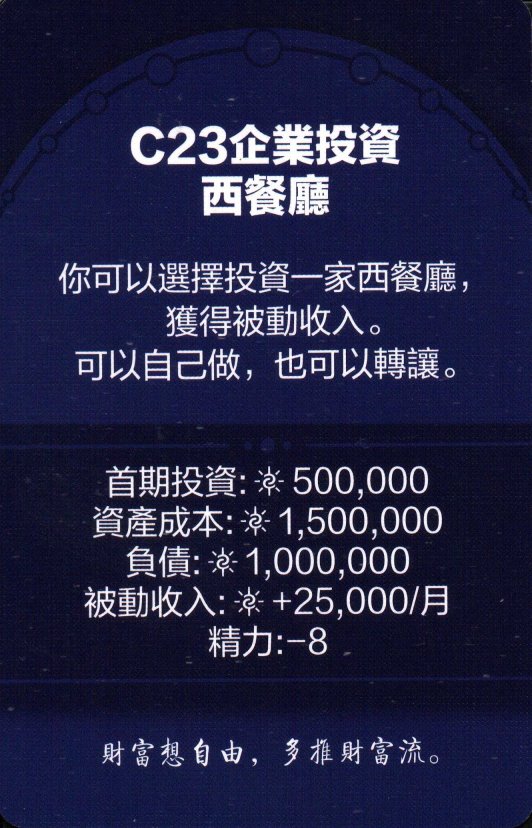 C23企業投資
西餐廳
你可以選擇投資一家西餐廳，
獲得被動收入。
可以自己做，也可以轉讓。
首期投資: 500,000
資產成本: 1,500,000
負債: 1,000,000
被動收入: +25,000/月
精力:-8
財富想自由，多推財富流。